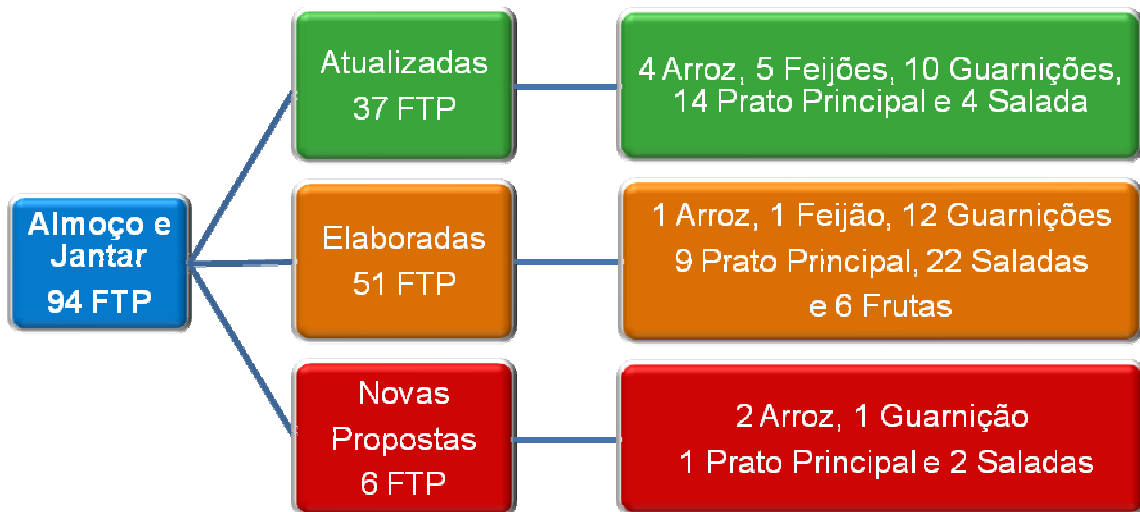 Almoço e
Jantar
94 FTP
Atualizadas
37 FTP
4 Arroz, 5 Feijões, 10 Guarnições,
14 Prato Principal e 4 Salada
Elaboradas
51 FTP
1 Arroz, 1 Feijão, 12 Guarnições
9 Prato Principal, 22 Saladas
e 6 Frutas
Novas
Propostas
6 FTP
2 Arroz, 1 Guarnição
1 Prato Principal e 2 Saladas